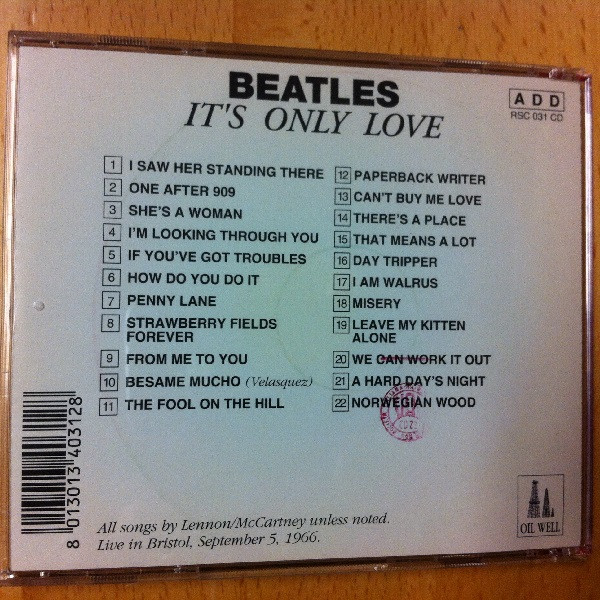 BEATLES
IT'S ONLY LOVE
A D D
RSC 031 CD
1 I SAW HER STANDING THERE
2 ONE AFTER 909
3 SHE'S A WOMAN
4 I'M LOOKING THROUGH YOU
5 IF YOU'VE GOT TROUBLES
6 HOW DO YOU DO IT
7 PENNY LANE
8 STRAWBERRY FIELDS
FOREVER
9 FROM ME TO YOU
10 BESAME MUCHO (Velasquez)
11 THE FOOL ON THE HILL
12 PAPERBACK WRITER
13 CAN'T BUY ME LOVE
14 THERE'S A PLACE
15 THAT MEANS A LOT
16 DAY TRIPPER
17 I AM WALRUS
18 MISERY
19 LEAVE MY KITTEN
ALONE
20 WE CAN WORK IT OUT
21 A HARD DAY'S NIGHT
22 NORWEGIAN WOOD
8 013013 403128
All songs by Lennon/McCartney unless noted.
Live in Bristol, September 5, 1966.
OIL WELL